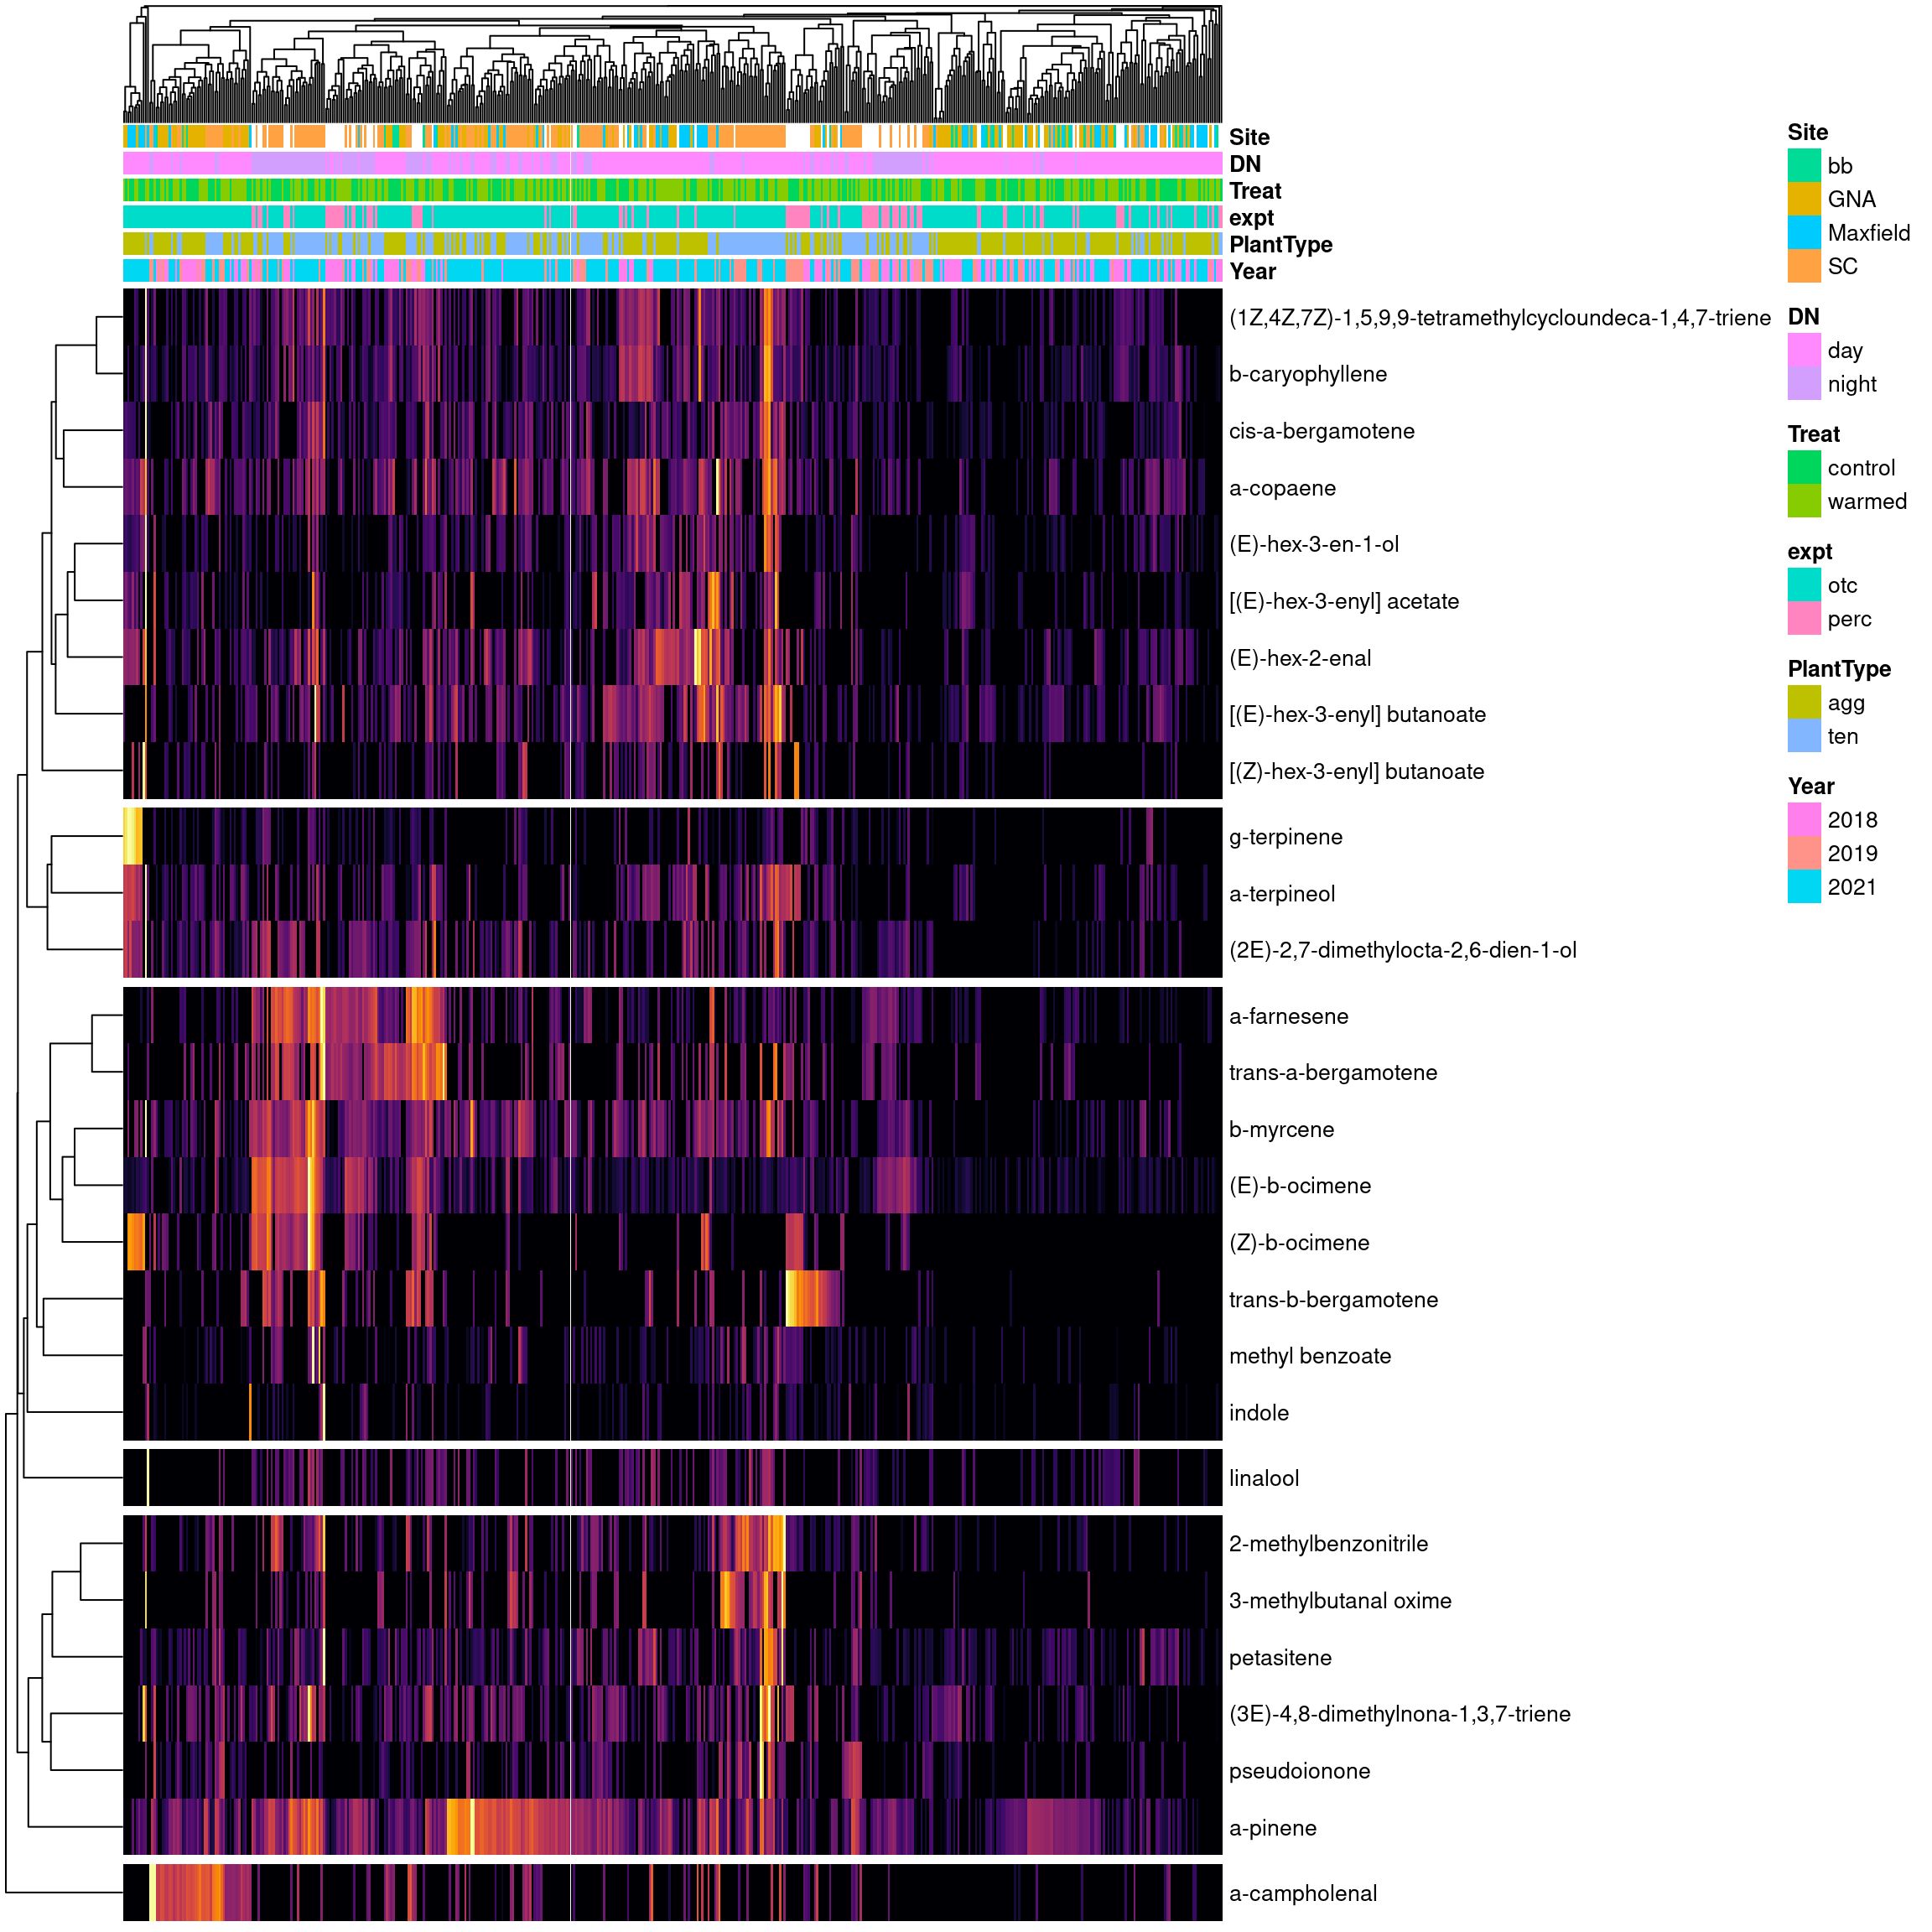 Site
DN
Treat
expt
PlantType
Year
(1Z,4Z,7Z)-1,5,9,9-tetramethylcycloundeca-1,4,7-triene
b-caryophyllene
cis-a-bergamotene
a-copaene
(E)-hex-3-en-1-ol
[(E)-hex-3-enyl] acetate
(E)-hex-2-enal
[(E)-hex-3-enyl] butanoate
[(Z)-hex-3-enyl] butanoate
g-terpinene
a-terpineol
(2E)-2,7-dimethylocta-2,6-dien-1-ol
a-farnesene
trans-a-bergamotene
b-myrcene
(E)-b-ocimene
(Z)-b-ocimene
trans-b-bergamotene
methyl benzoate
indole
linalool
2-methylbenzonitrile
3-methylbutanal oxime
petasitene
(3E)-4,8-dimethylnona-1,3,7-triene
pseudoionone
a-pinene
a-campholenal
Site
bb
GNA
Maxfield
SC
DN
day
night
Treat
control
warmed
expt
otc
perc
PlantType
agg
ten
Year
2018
2019
2021